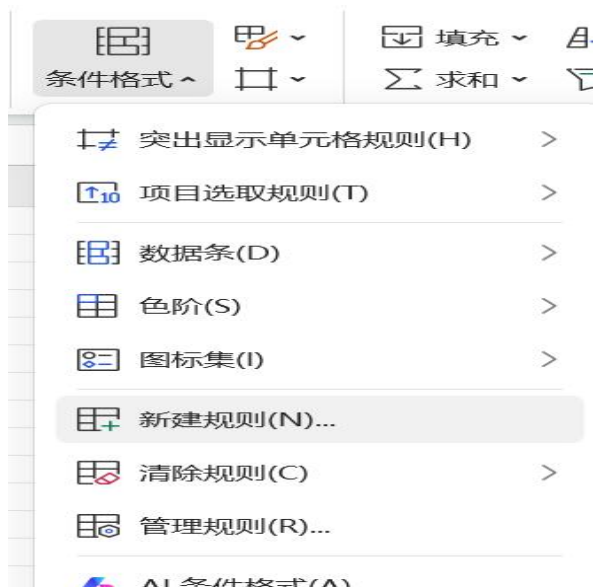 填充
条件格式
求和
突出显示单元格规则(H)
项目选取规则(T)
数据条(D)
色阶(S)
图标集(I)
新建规则(N)...
清除规则(C)
管理规则(R)...
AI 条件格式(A)